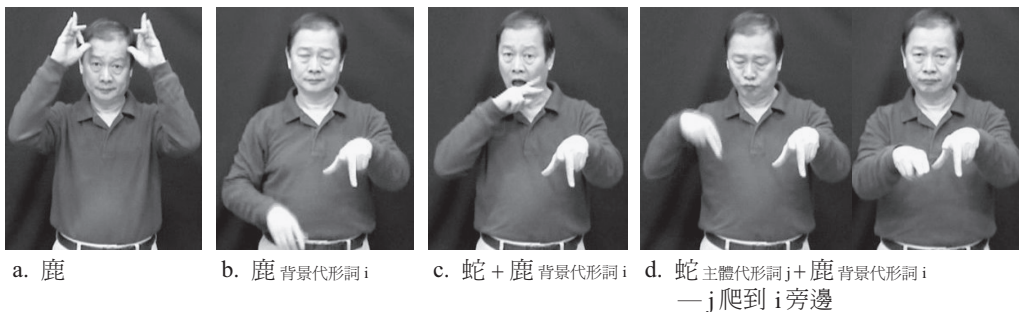 a. 鹿
b. 鹿 背景代形詞 i
c. 蛇 + 鹿 背景代形詞 i
d. 蛇 主體代形詞 j + 鹿 背景代形詞 i
— j 爬到 i 旁邊